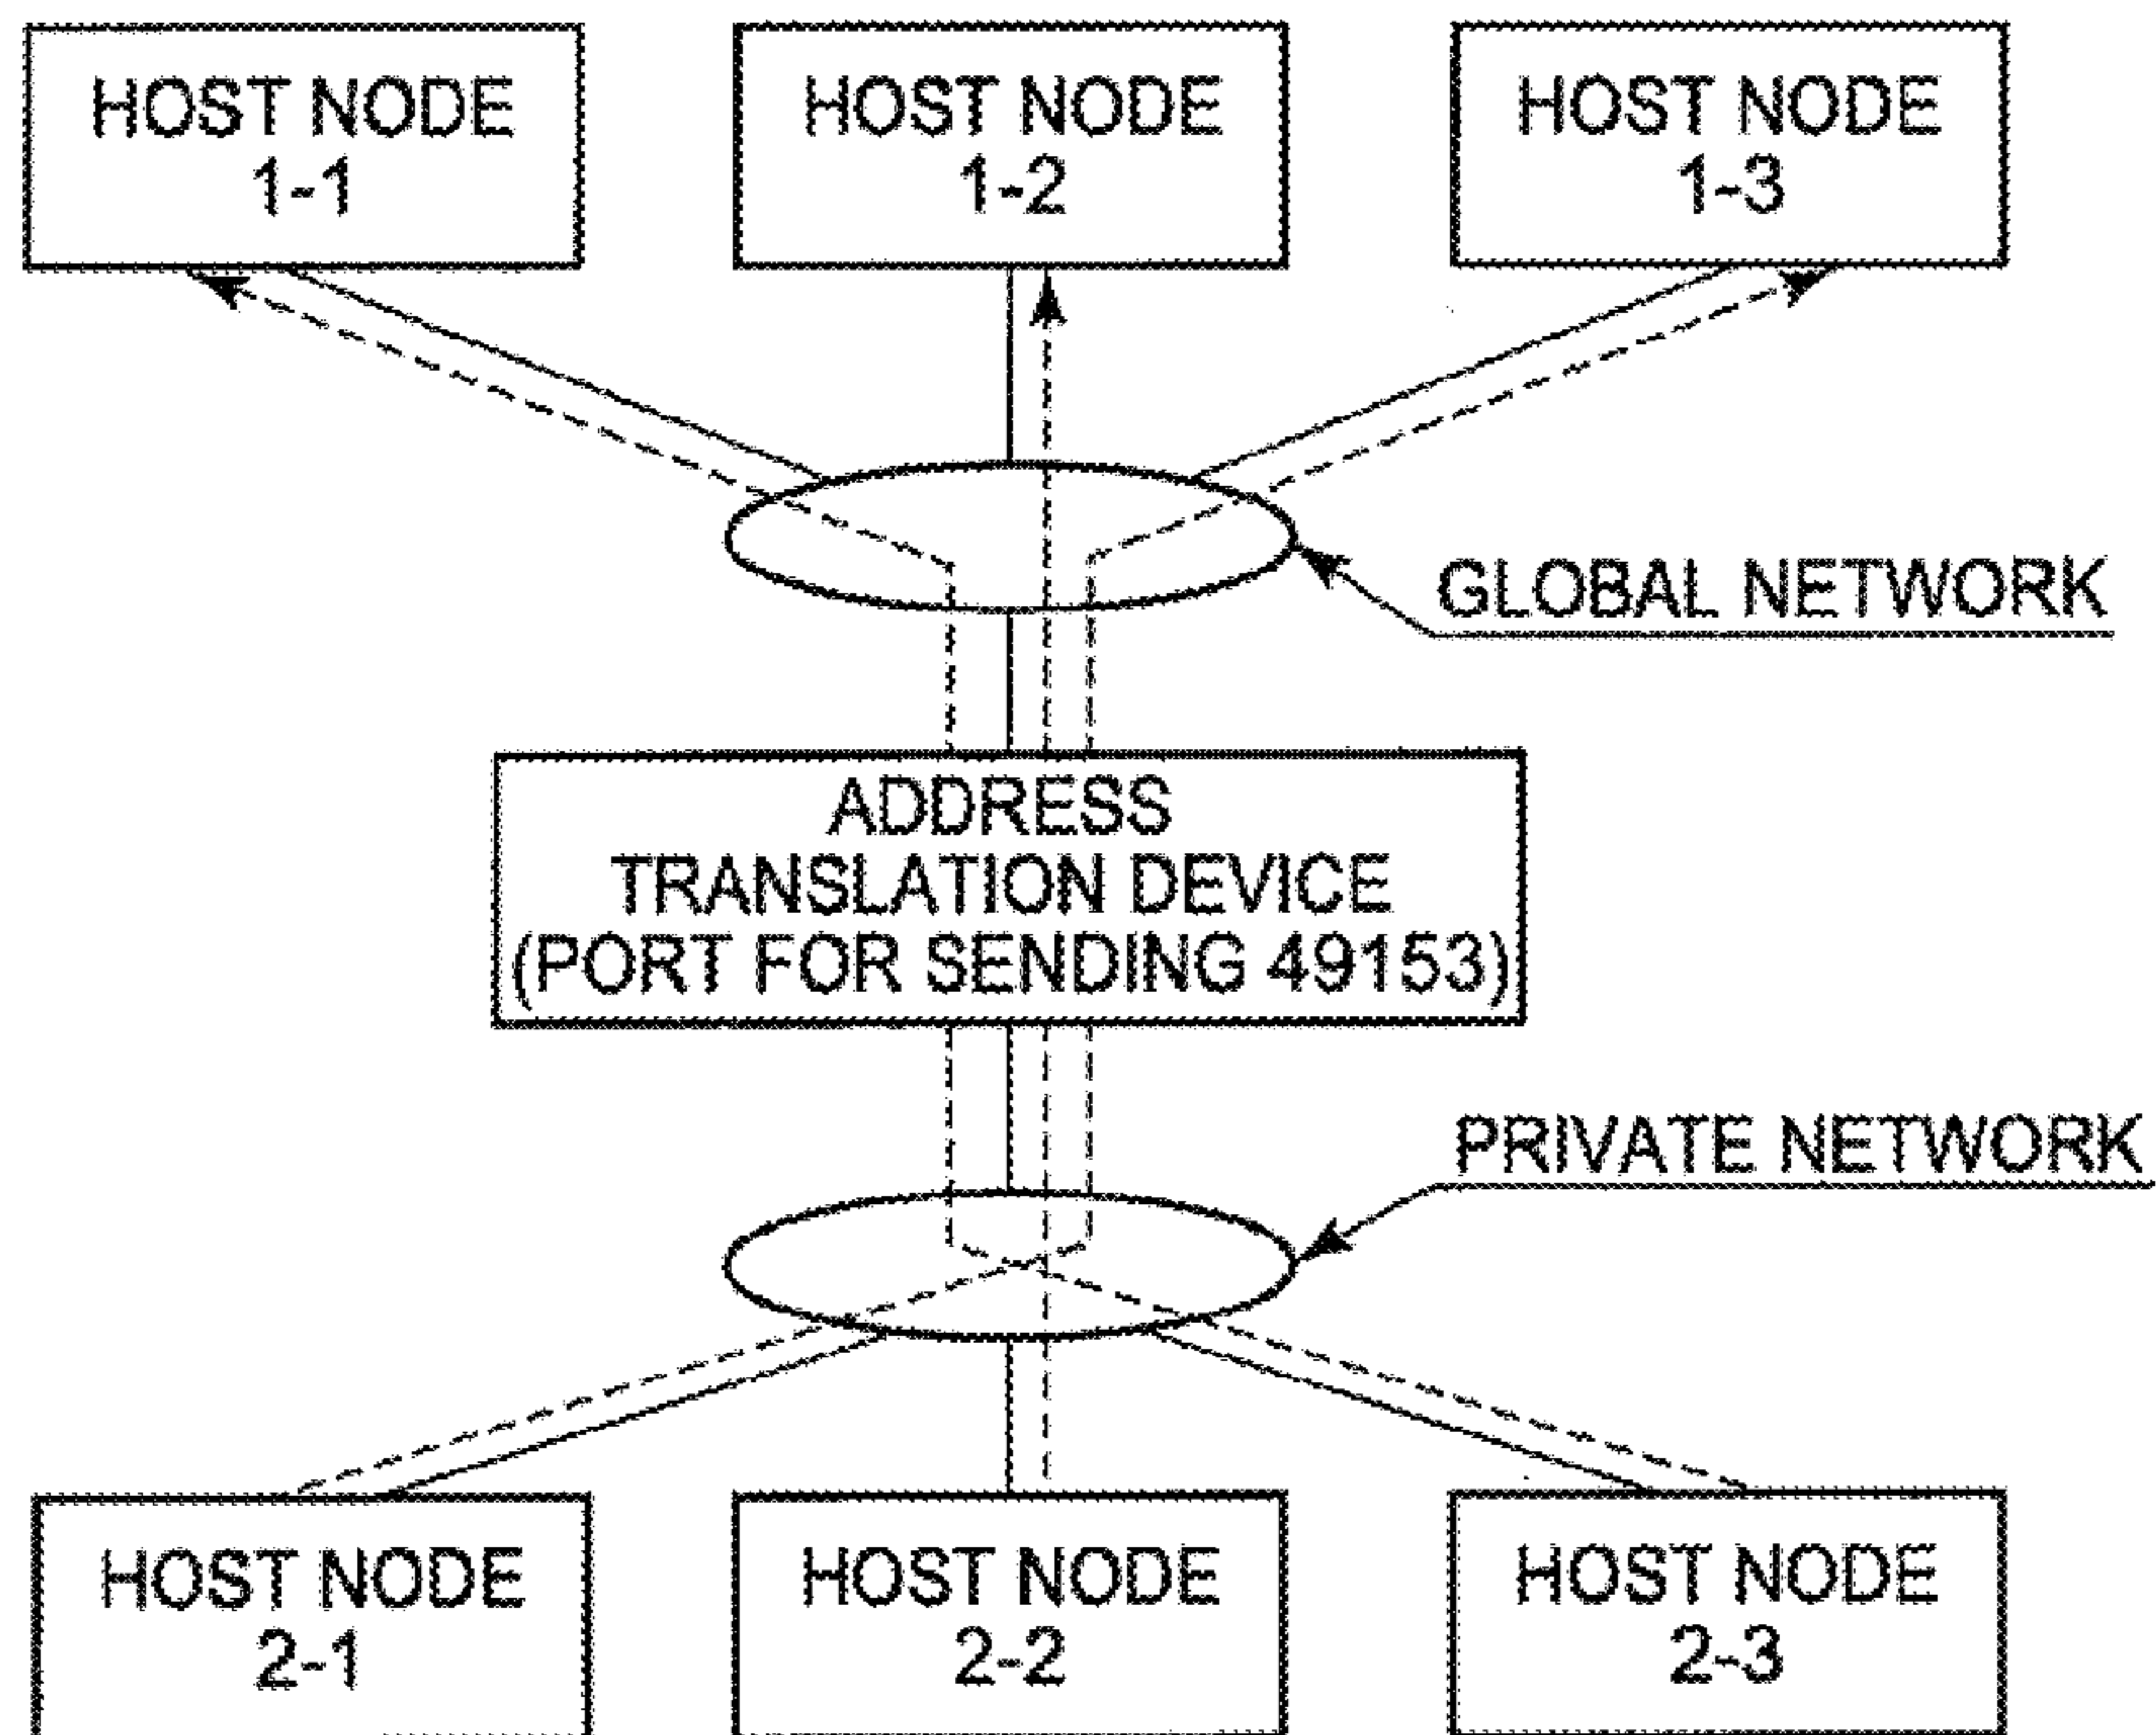 HOST NODE
1-1
HOST NODE
1-2
HOST NODE
1-3
GLOBAL NETWORK
ADDRESS
TRANSLATION DEVICE
(PORT FOR SENDING 49153)
PRIVATE NETWORK
HOST NODE
2-1
HOST NODE
2-2
HOST NODE
2-3